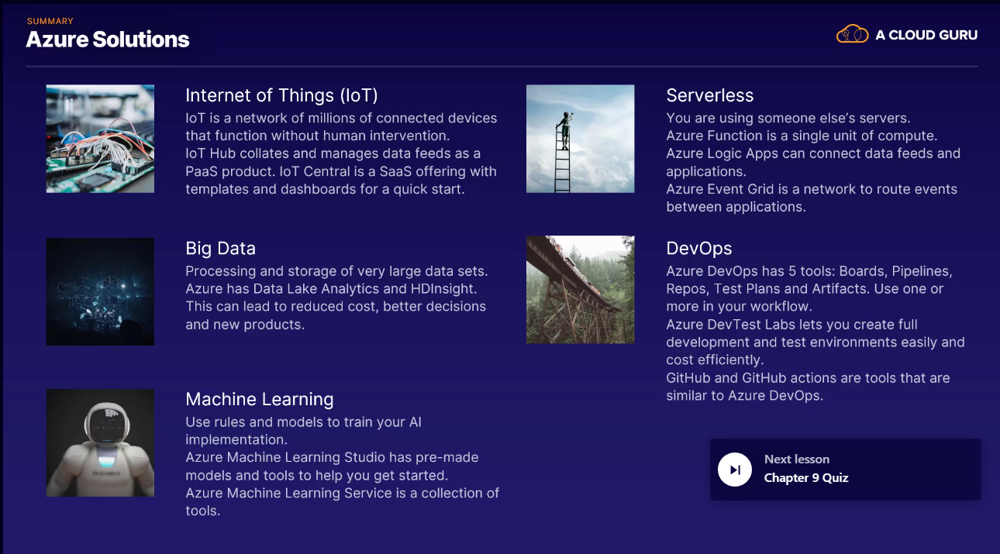 SUMMARY
Azure Solutions
A CLOUD GURU
Internet of Things (IoT)
IoT is a network of millions of connected devices
that function without human intervention.
IoT Hub collates and manages data feeds as a
PaaS product. IoT Central is a SaaS offering with
templates and dashboards for a quick start.
Big Data
Processing and storage of very large data sets.
Azure has Data Lake Analytics and HDInsight.
This can lead to reduced cost, better decisions
and new products.
Machine Learning
Use rules and models to train your AI
implementation.
Azure Machine Learning Studio has pre-made
models and tools to help you get started.
Azure Machine Learning Service is a collection of
tools.
Serverless
You are using someone else’s servers.
Azure Function is a single unit of compute.
Azure Logic Apps can connect data feeds and
applications.
Azure Event Grid is a network to route events
between applications.
DevOps
Azure DevOps has 5 tools: Boards, Pipelines,
Repos, Test Plans and Artifacts. Use one or
more in your workflow.
Azure DevTest Labs lets you create full
development and test environments easily and
cost efficiently.
GitHub and GitHub actions are tools that are
similar to Azure DevOps.
Next lesson
Chapter 9 Quiz